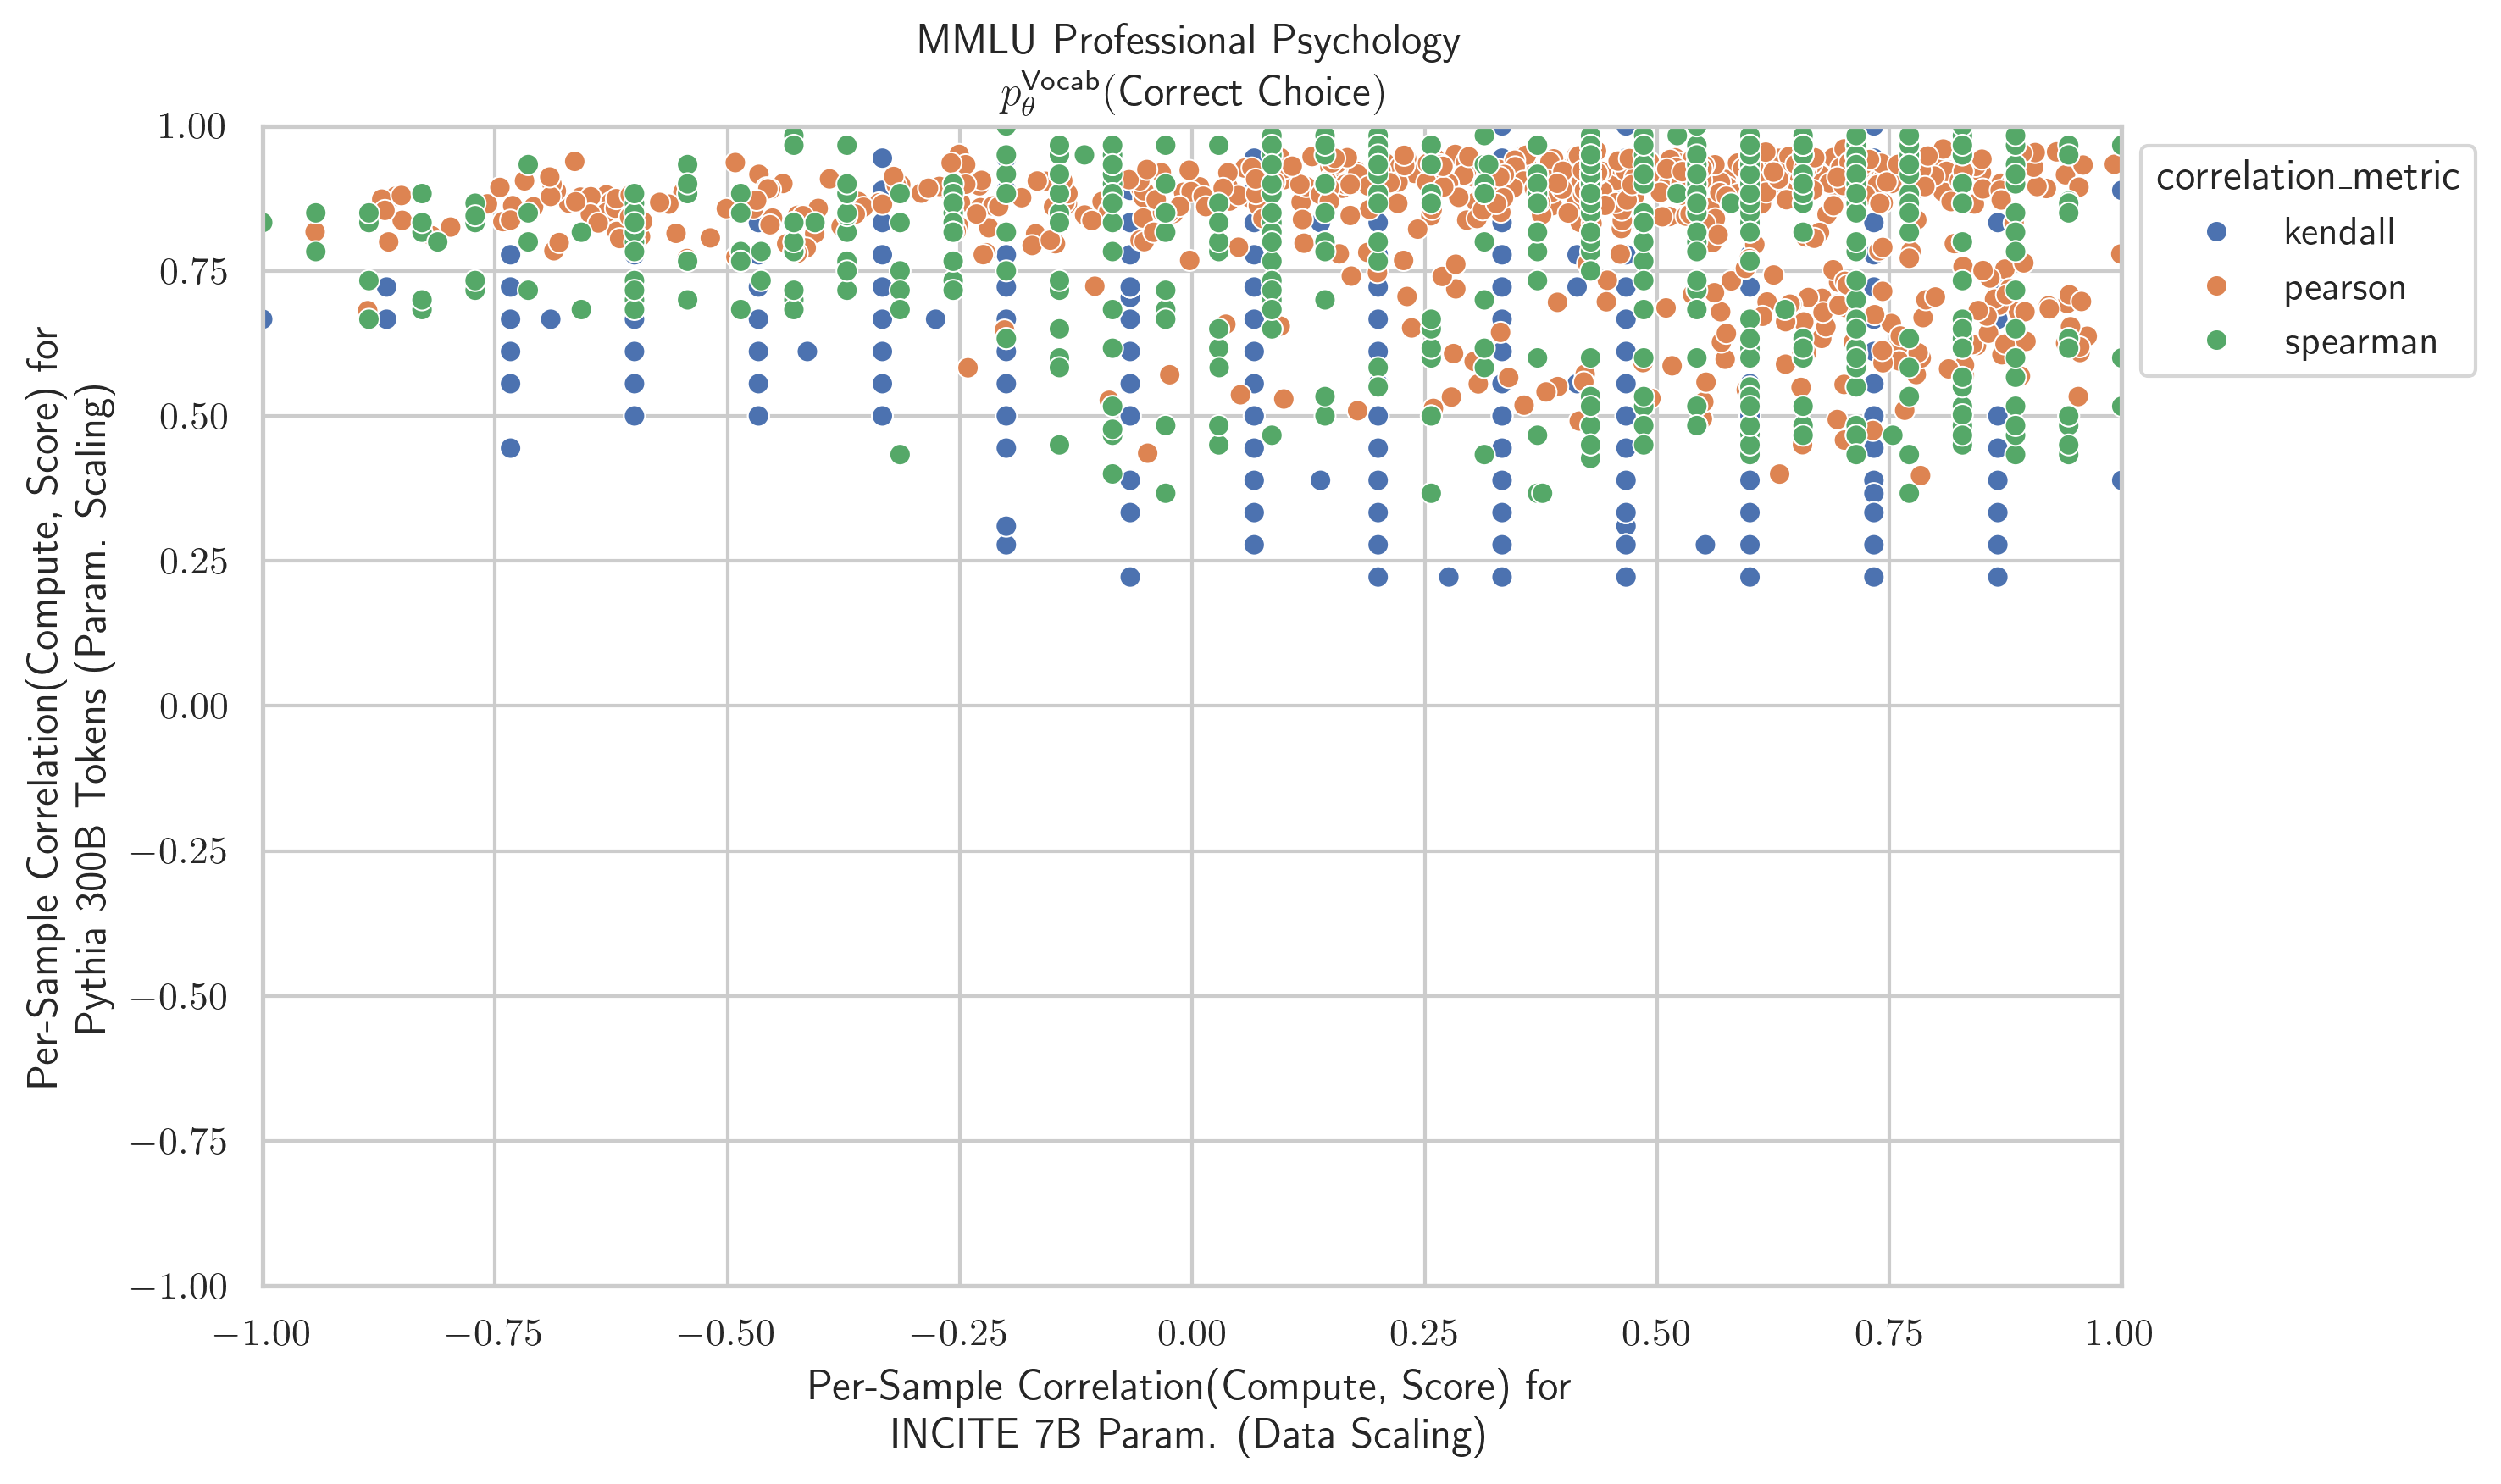 MMLU Professional Psychology
p_θ^Vocab(Correct Choice)
Per-Sample Correlation(Compute, Score) for
Pythia 300B Tokens (Param. Scaling)
1.00
0.75
0.50
0.25
0.00
−0.25
−0.50
−0.75
−1.00
correlation_metric
kendall
pearson
spearman
−1.00 −0.75 −0.50 −0.25 0.00 0.25 0.50 0.75 1.00
Per-Sample Correlation(Compute, Score) for
INCITE 7B Param. (Data Scaling)